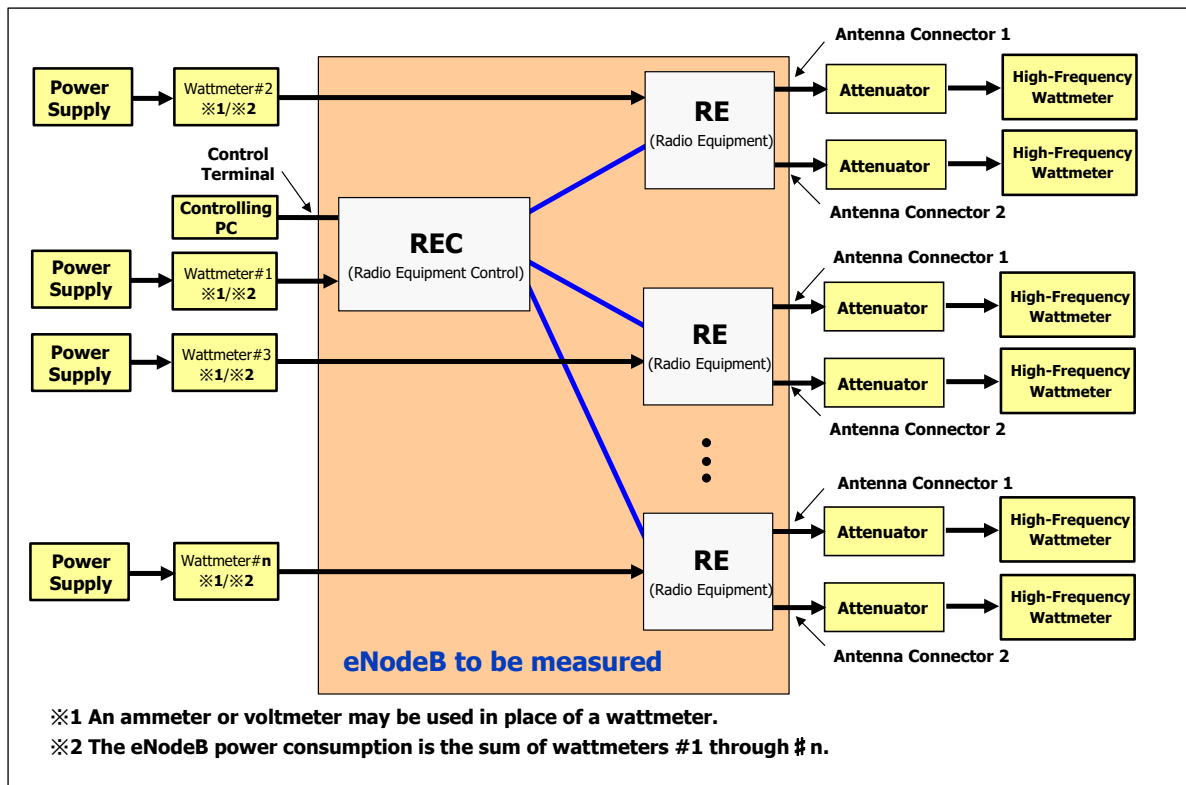 Antenna Connector 1
Power
Supply
Wattmeter#2
※1/※2
RE
(Radio Equipment)
Attenuator
High-Frequency
Wattmeter
Attenuator
High-Frequency
Wattmeter
Antenna Connector 2
Control
Terminal
Controlling
PC
REC
(Radio Equipment Control)
Power
Supply
Wattmeter#1
※1/※2
Antenna Connector 1
RE
(Radio Equipment)
Attenuator
High-Frequency
Wattmeter
Power
Supply
Wattmeter#3
※1/※2
Attenuator
High-Frequency
Wattmeter
Antenna Connector 2
Antenna Connector 1
Power
Supply
Wattmeter#n
※1/※2
RE
(Radio Equipment)
Attenuator
High-Frequency
Wattmeter
Attenuator
High-Frequency
Wattmeter
Antenna Connector 2
eNodeB to be measured
※1 An ammeter or voltmeter may be used in place of a wattmeter.
※2 The eNodeB power consumption is the sum of wattmeters #1 through #n.